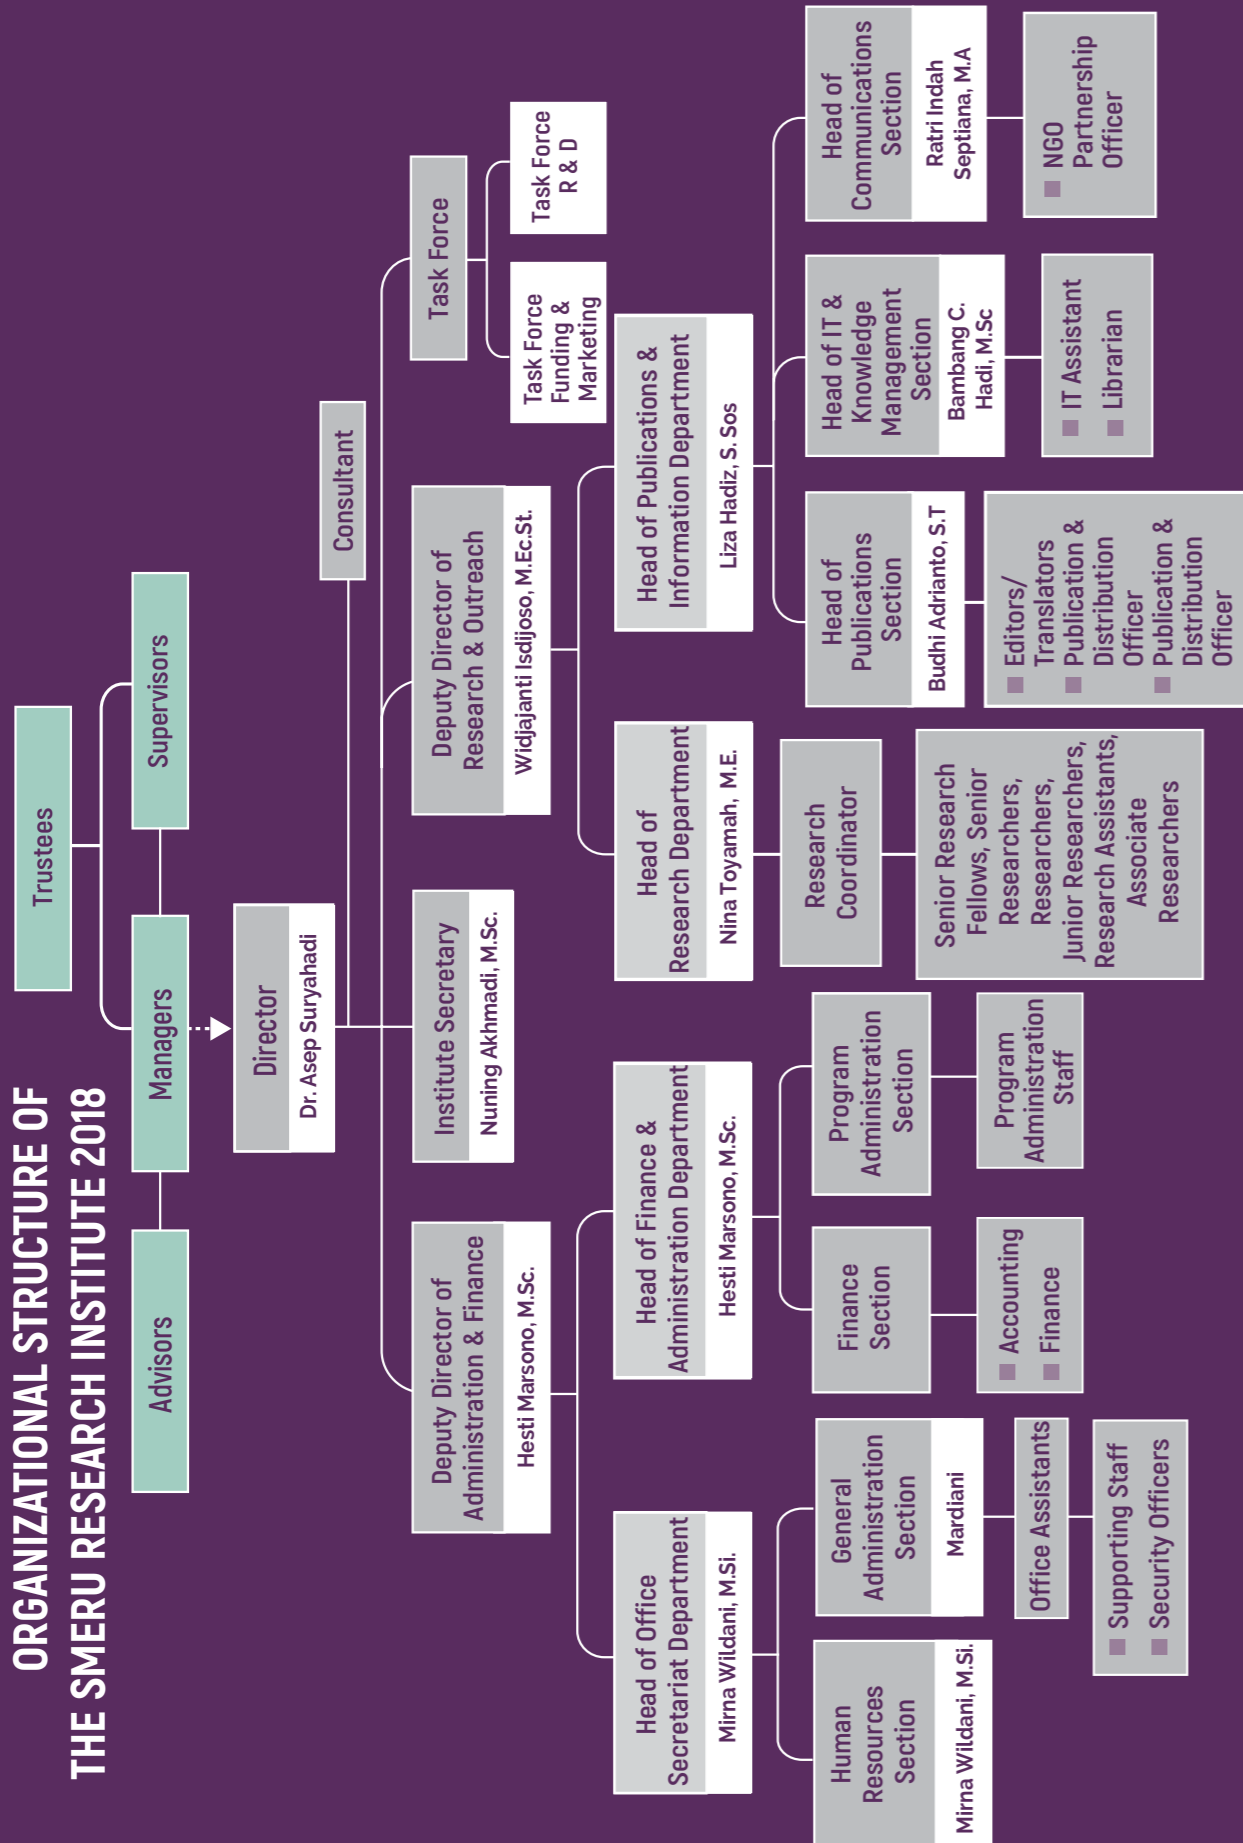 ORGANIZATIONAL STRUCTURE OF
THE SMERU RESEARCH INSTITUTE 2018
Trustees
Advisors
Managers
Supervisors
Director
Dr. Asep Suryahadi
Consultant
Deputy Director of
Administration & Finance
Hesti Marsono, M.Sc.
Institute Secretary
Nuning Akhmadi, M.Sc.
Deputy Director of
Research & Outreach
Widjajanti Isdijoso, M.Ec.St.
Task Force
Task Force
Funding &
Marketing
Task Force
R & D
Head of Office
Secretariat Department
Mirna Wildani, M.Si.
Head of Finance &
Administration Department
Hesti Marsono, M.Sc.
Head of
Research Department
Nina Toyamah, M.E.
Head of Publications &
Information Department
Liza Hadiz, S. Sos
Human
Resources
Section
Mirna Wildani, M.Si.
General
Administration
Section
Mardiani
Office Assistants
Supporting Staff
Security Officers
Finance
Section
Accounting
Finance
Program
Administration
Section
Program
Administration
Staff
Research
Coordinator
Senior Research
Fellows, Senior
Researchers,
Researchers,
Junior Researchers,
Research Assistants,
Associate
Researchers
Head of
Publications
Section
Budhi Adrianto, S.T
Editors/
Translators
Publication &
Distribution
Officer
Publication &
Distribution
Officer
Head of IT &
Knowledge
Management
Section
Bambang C.
Hadi, M.Sc
IT Assistant
Librarian
Head of
Communications
Section
Ratri Indah
Septiana, M.A
NGO
Partnership
Officer